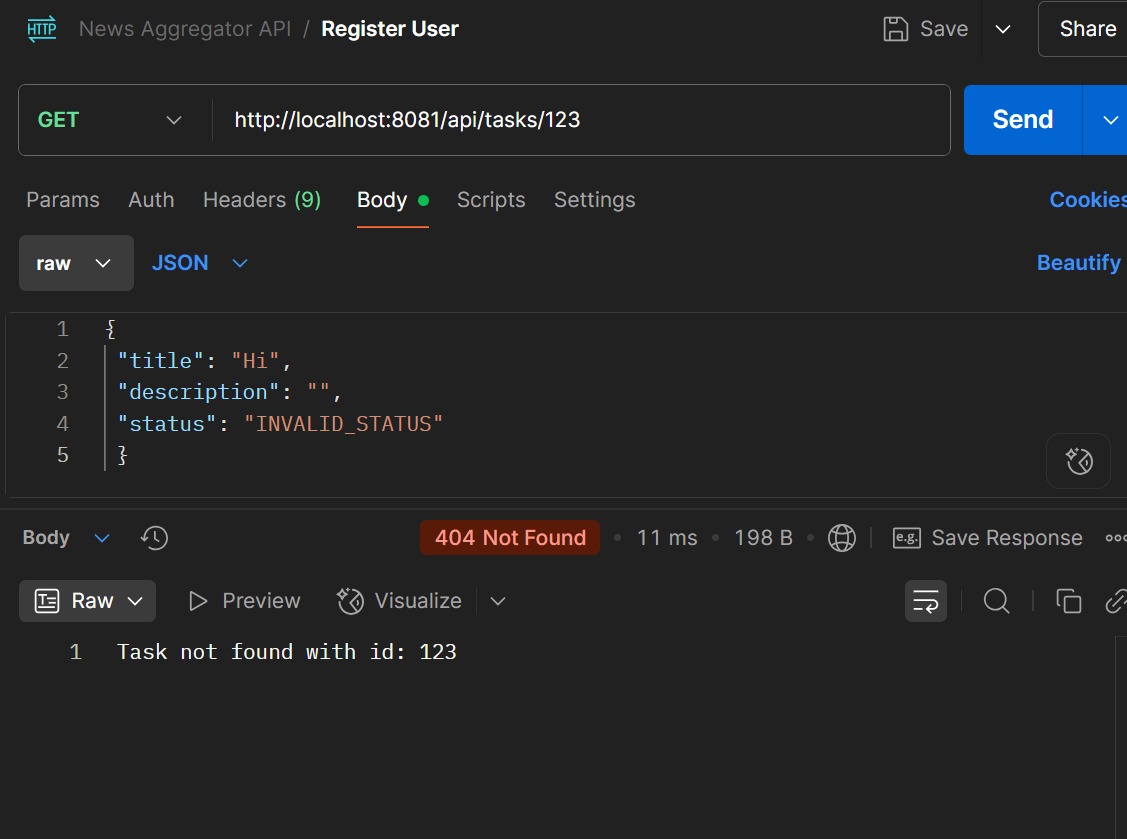 HTTP News Aggregator API / Register User Save Share
GET http://localhost:8081/api/tasks/123 Send
Params Auth Headers (9) Body Scripts Settings Cookies
raw JSON Beautify
1 {
2 "title": "Hi",
3 "description": "",
4 "status": "INVALID_STATUS"
5 }
Body 404 Not Found • 11 ms • 198 B • e.g. Save Response
Raw Preview Visualize
1 Task not found with id: 123